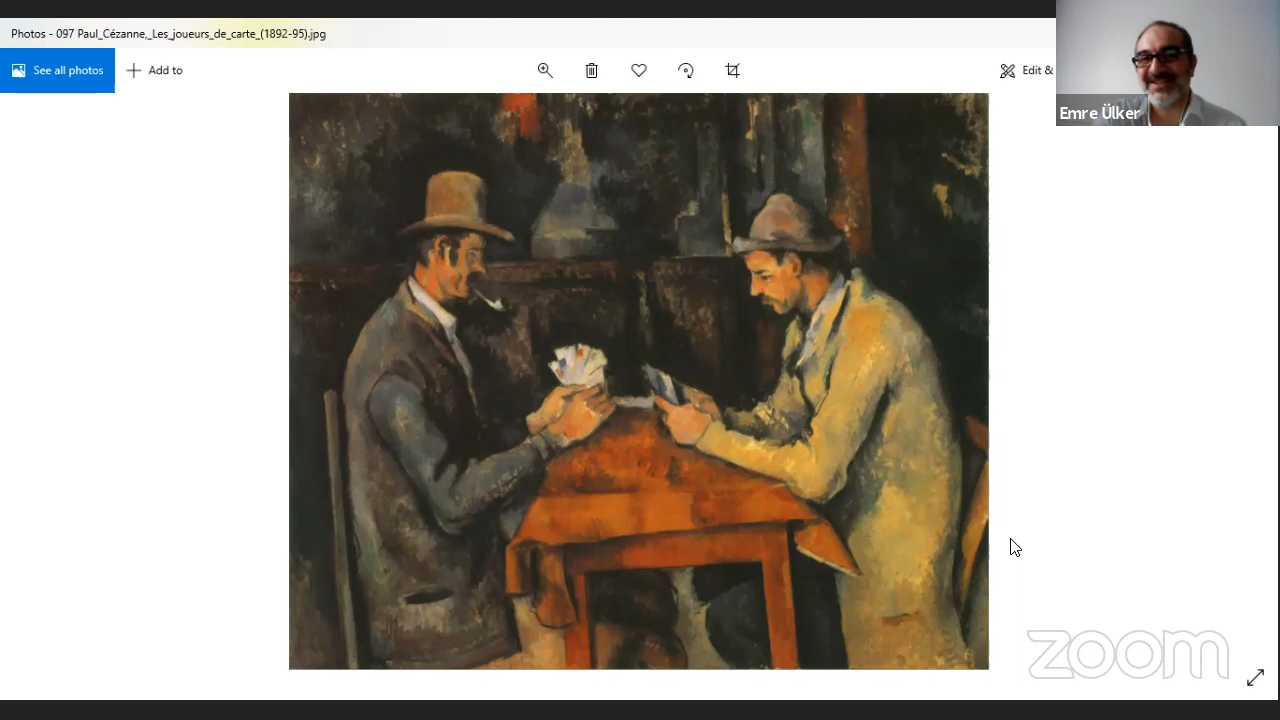 Photos - 097 Paul_Cézanne,_Les_joueurs_de_carte_(1892-95).jpg
See all photos
Add to
Edit &
Emre Ülker
zoom